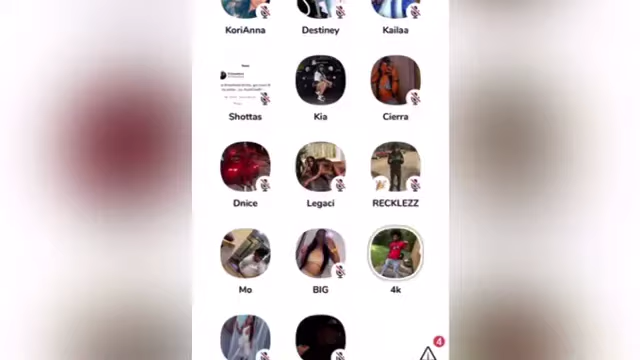 KoriAnna Destiney Kailaa
Shottas Kia Cierra
Dnice Legaci RECKLEZZ
Mo BIG 4k
4